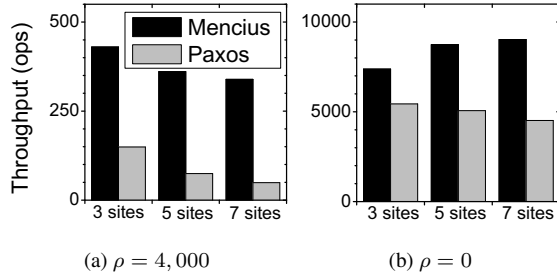 Throughput (ops)
500
250
0
Mencius
Paxos
3 sites 5 sites 7 sites
(a) ρ = 4, 000
10000
5000
0
3 sites 5 sites 7 sites
(b) ρ = 0